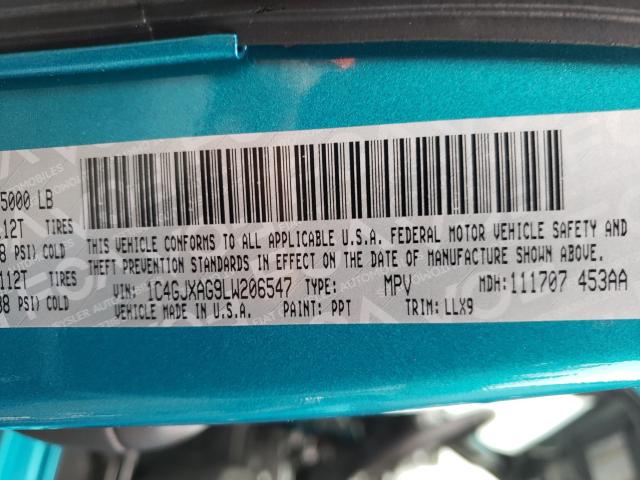 5000 LB
12T TIRES
8 PSI) COLD
112T TIRES
38 PSI) COLD
THIS VEHICLE CONFORMS TO ALL APPLICABLE U.S.A. FEDERAL MOTOR VEHICLE SAFETY AND
THEFT PREVENTION STANDARDS IN EFFECT ON THE DATE OF MANUFACTURE SHOWN ABOVE.
VIN: 1C4GJXAG9LW206547 TYPE: MPV MDH: 111707 453AA
VEHICLE MADE IN U.S.A. PAINT: PPT TRIM: LLX9